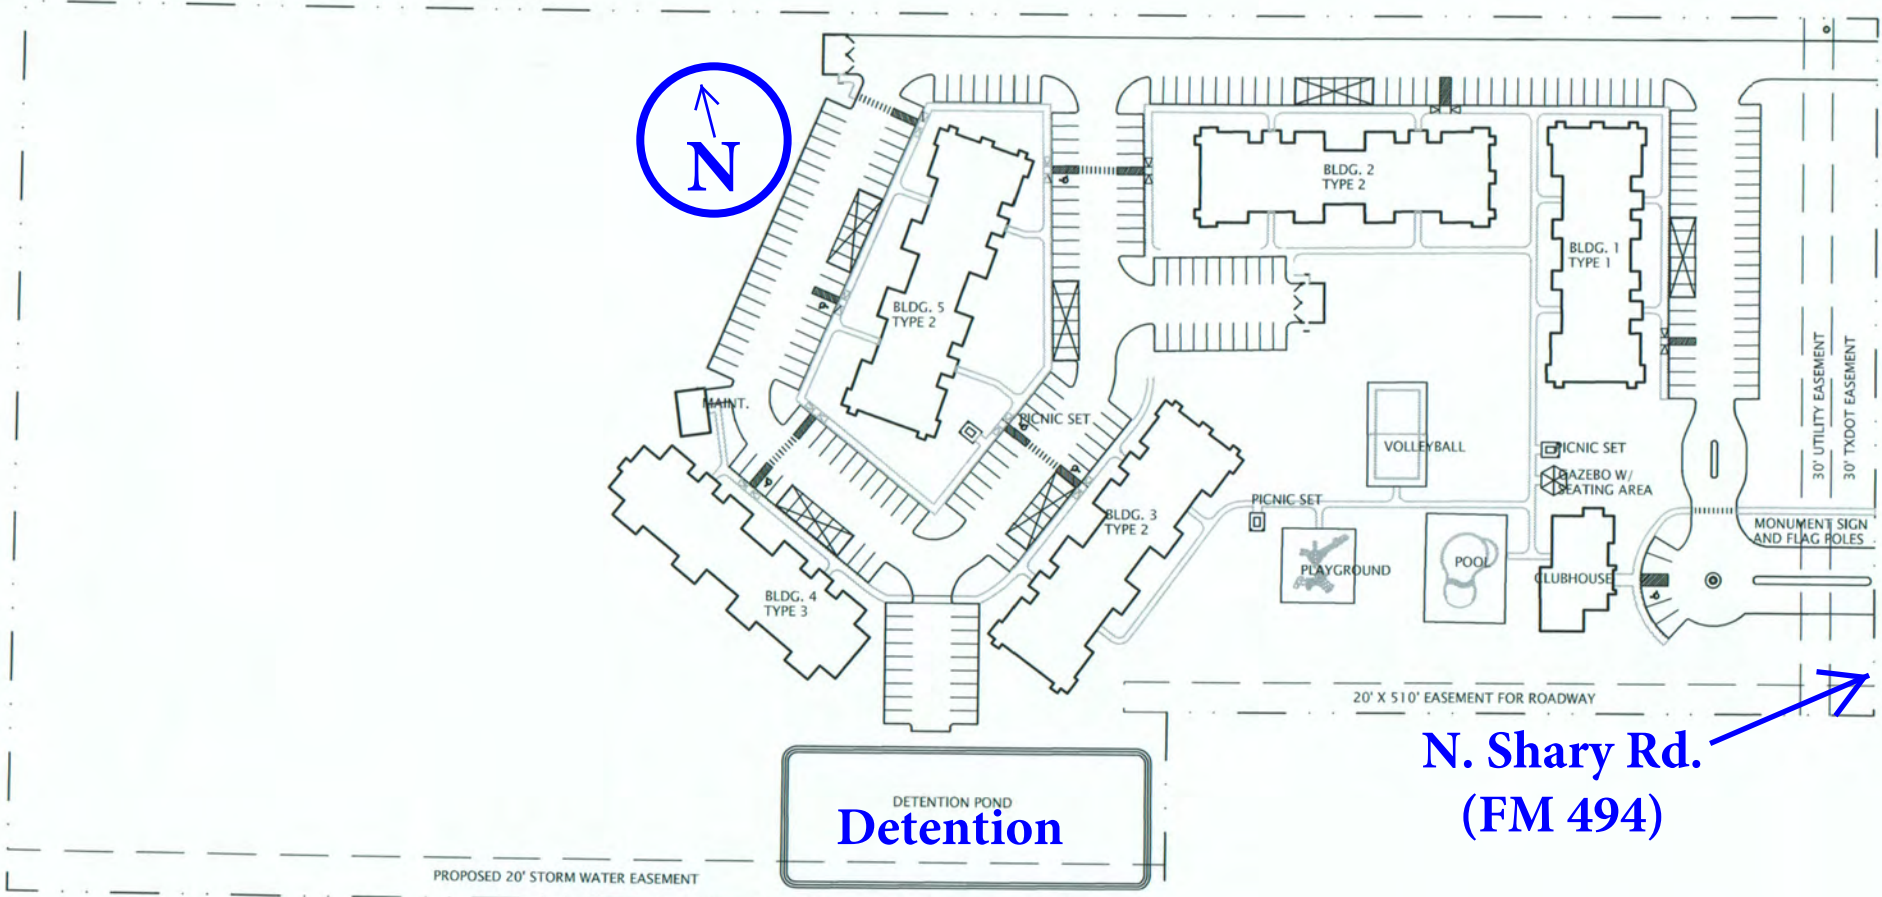 N
BLDG. 2
TYPE 2
BLDG. 1
TYPE 1
BLDG. 5
TYPE 2
30' UTILITY EASEMENT
30' TXDOT EASEMENT
MAINT.
PICNIC SET
VOLLEYBALL
PICNIC SET
GAZEBO W/
SEATING AREA
PICNIC SET
BLDG. 3
TYPE 2
MONUMENT SIGN
AND FLAG POLES
PLAYGROUND
POOL
CLUBHOUSE
BLDG. 4
TYPE 3
20' X 510' EASEMENT FOR ROADWAY
N. Shary Rd.
(FM 494)
DETENTION POND
Detention
PROPOSED 20' STORM WATER EASEMENT